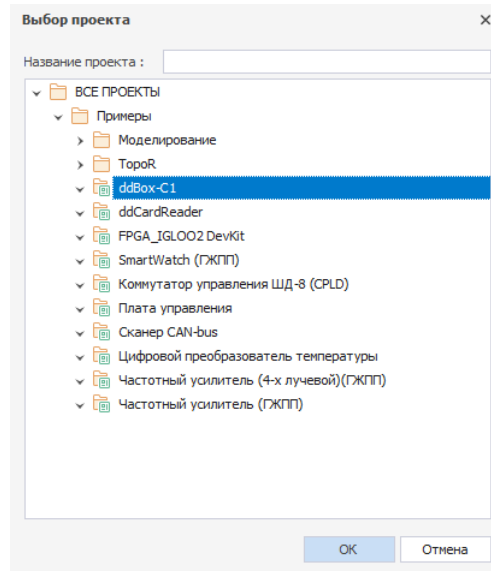 Выбор проекта
Название проекта :
ВСЕ ПРОЕКТЫ
Примеры
Моделирование
TopoR
ddBox-C1
ddCardReader
FPGA_IGLOO2 DevKit
SmartWatch (ГЖПП)
Коммутатор управления ШД-8 (CPLD)
Плата управления
Сканер CAN-bus
Цифровой преобразователь температуры
Частотный усилитель (4-х лучевой)(ГЖПП)
Частотный усилитель (ГЖПП)
ОК Отмена